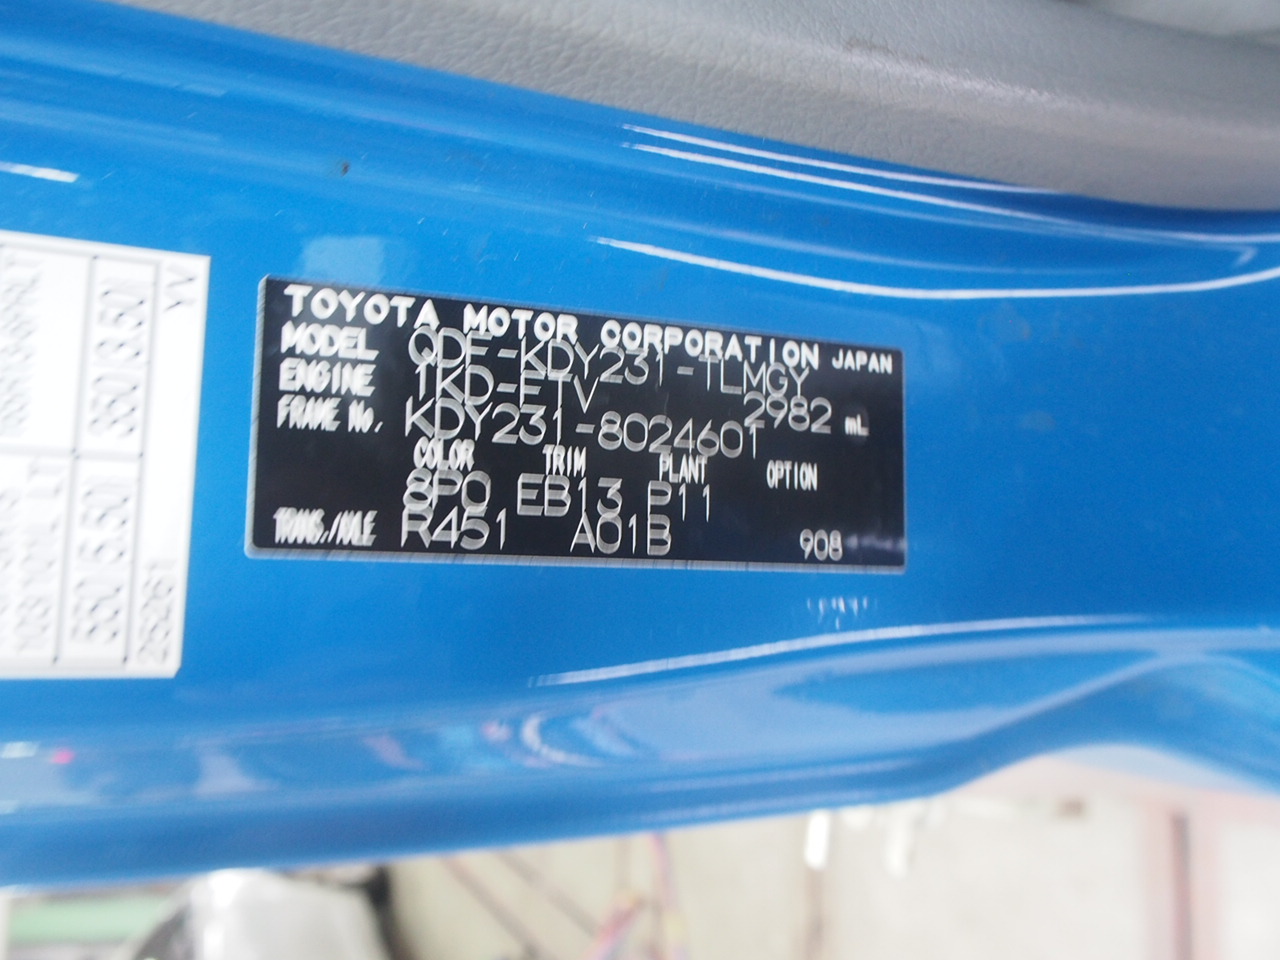 TOYOTA MOTOR CORPORATION JAPAN
MODEL QDF-KDY231-TLMGY
ENGINE 1KD-FTV 2982 mL
FRAME No. KDY231-8024601
COLOR TRIM PLANT OPTION
8P0 EB13 P11
TRANS./AXLE R451 A01B 908